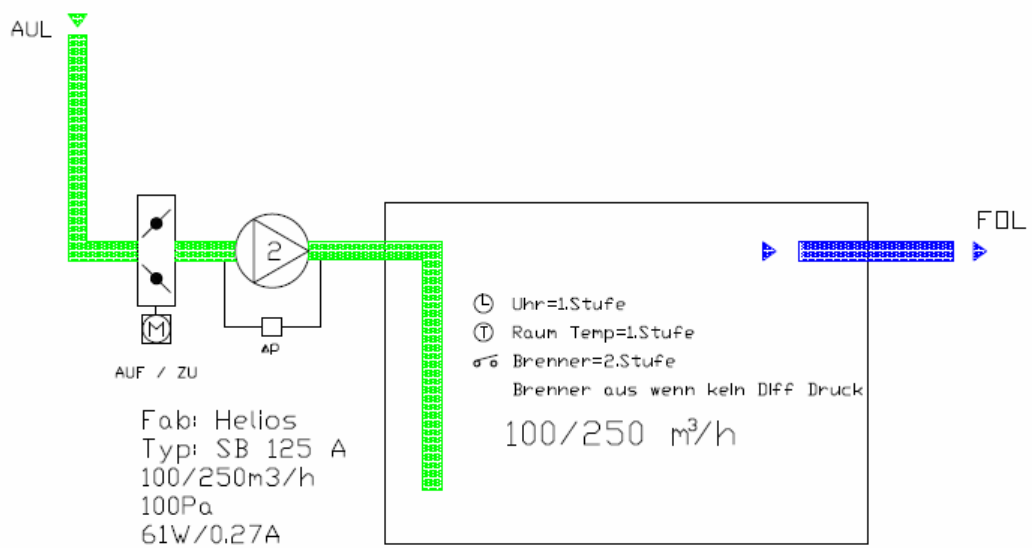 AUL
FOL
2
Uhr=1.Stufe
T Raum Temp=1.Stufe
Brenner=2.Stufe
Brenner aus wenn kein Diff Druck
100/250 m³/h
M
ΔP
AUF / ZU
Fab: Helios
Typ: SB 125 A
100/250m3/h
100Pa
61W/0.27A